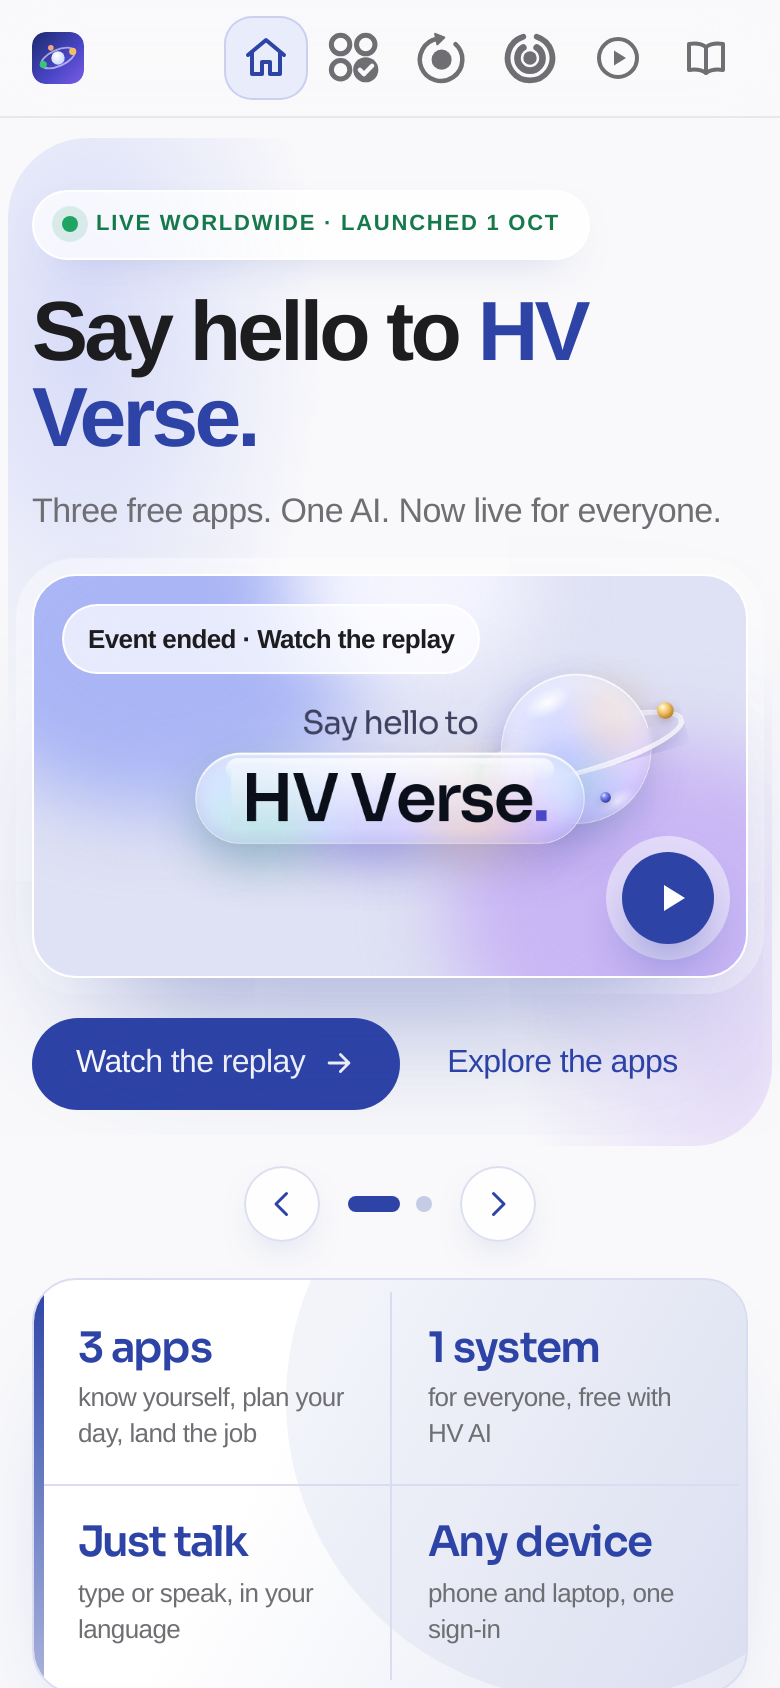 LIVE WORLDWIDE · LAUNCHED 1 OCT
Say hello to HV
Verse.
Three free apps. One AI. Now live for everyone.
Event ended · Watch the replay
Say hello to
HV Verse.
Watch the replay →
Explore the apps
3 apps
know yourself, plan your
day, land the job
1 system
for everyone, free with
HV AI
Just talk
type or speak, in your
language
Any device
phone and laptop, one
sign-in